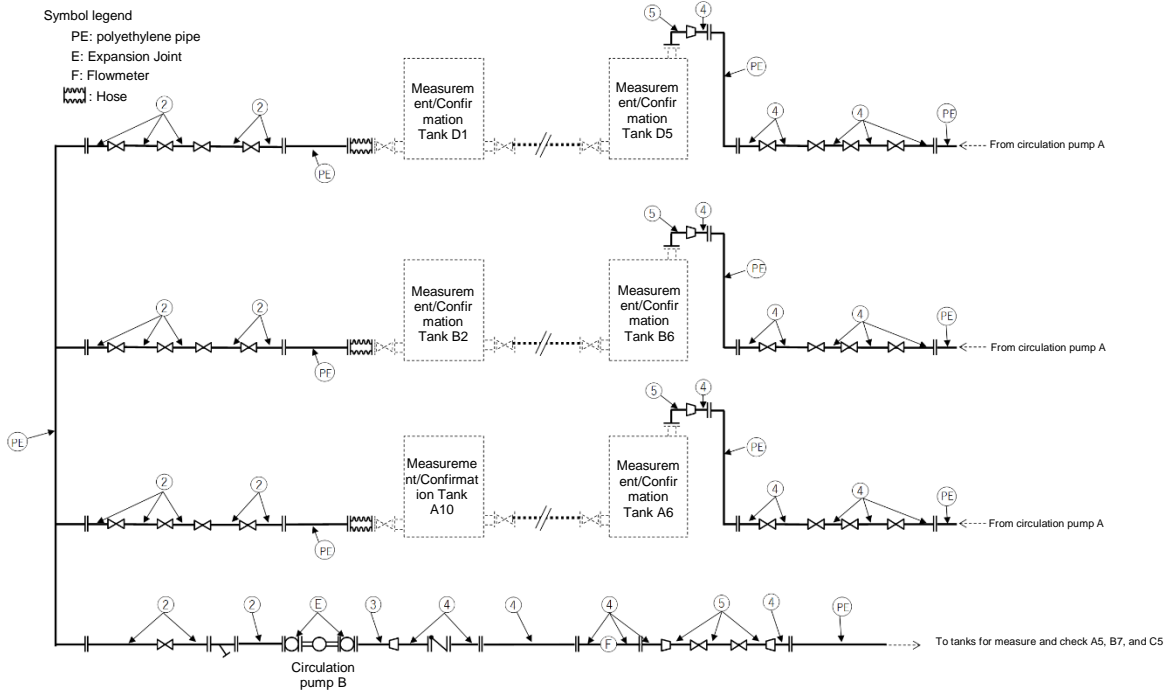 Symbol legend
PE: polyethylene pipe
E: Expansion Joint
F: Flowmeter
: Hose
5
4
2
2
Measurem
ent/Confir
mation
Tank D1
Measurem
ent/Confir
mation
Tank D5
PE
4
4
PE
From circulation pump A
PE
5
4
2
2
Measurem
ent/Confir
mation
Tank B2
Measurem
ent/Confir
mation
Tank B6
PE
4
4
PE
From circulation pump A
PE
5
4
PE
2
2
Measureme
nt/Confirmat
ion Tank
A10
Measurem
ent/Confir
mation
Tank A6
PE
4
4
PE
From circulation pump A
PE
2
2
E
3
4
4
4
5
4
PE
F
To tanks for measure and check A5, B7, and C5
Circulation
pump B